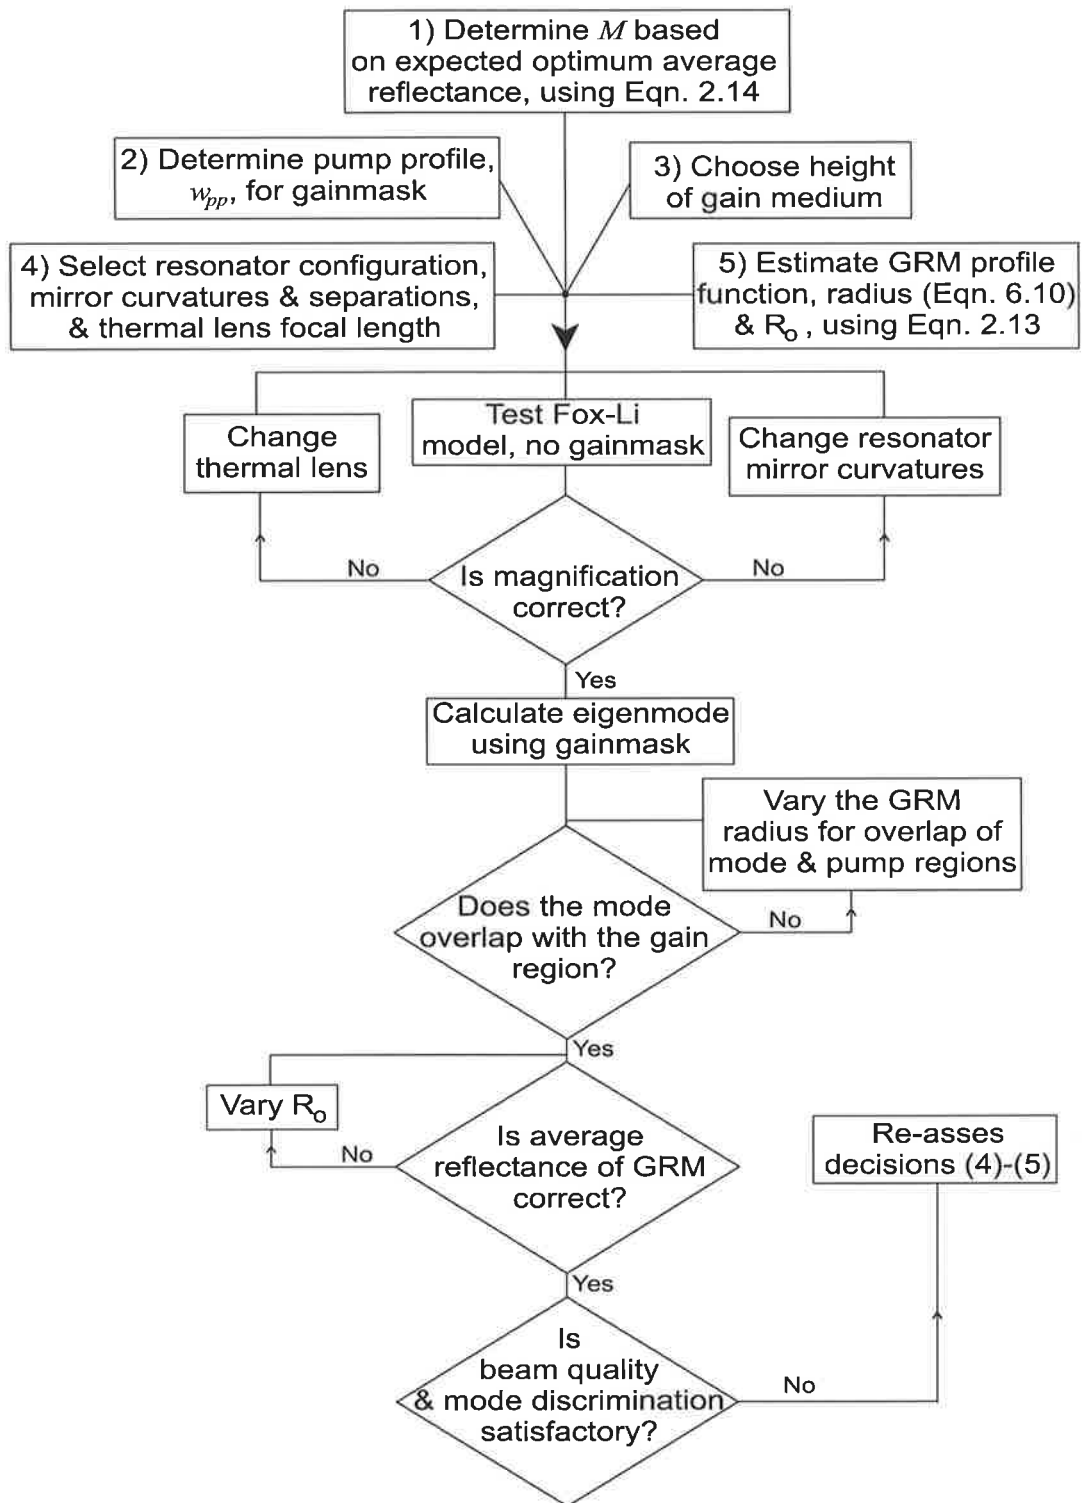 1) Determine M based
on expected optimum average
reflectance, using Eqn. 2.14
2) Determine pump profile,
wpp, for gainmask
3) Choose height
of gain medium
4) Select resonator configuration,
mirror curvatures & separations,
& thermal lens focal length
5) Estimate GRM profile
function, radius (Eqn. 6.10)
& Ro , using Eqn. 2.13
Change
thermal lens
Test Fox-Li
model, no gainmask
Change resonator
mirror curvatures
No
Is magnification
correct?
No
Yes
Calculate eigenmode
using gainmask
Vary the GRM
radius for overlap of
mode & pump regions
Does the mode
overlap with the gain
region?
No
Yes
Vary Ro
No
Is average
reflectance of GRM
correct?
Re-asses
decisions (4)-(5)
Yes
Is
beam quality
& mode discrimination
satisfactory?
No